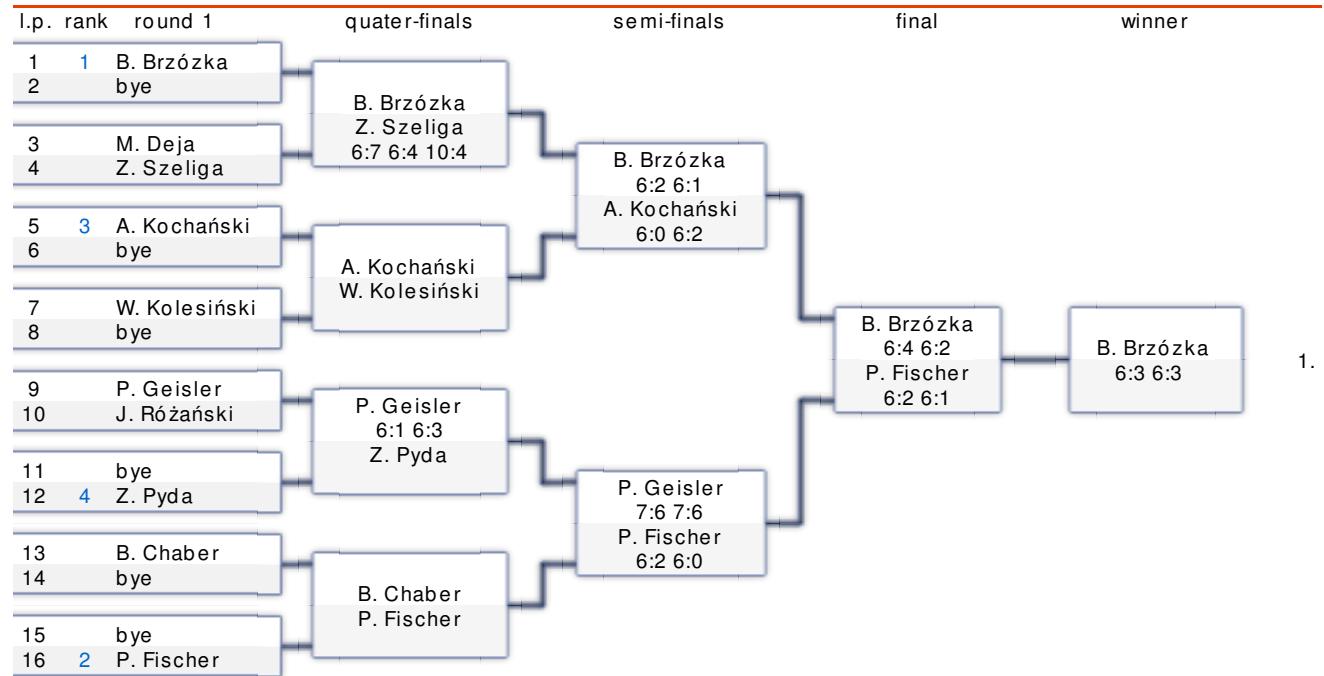 l.p. rank round 1 quater-finals semi-finals final winner
1 1 B. Brzózka
2 bye
3 M. Deja
4 Z. Szeliga
5 3 A. Kochański
6 bye
7 W. Kolesiński
8 bye
9 P. Geisler
10 J. Różański
11 bye
12 4 Z. Pyda
13 B. Chaber
14 bye
15 bye
16 2 P. Fischer
B. Brzózka
Z. Szeliga
6:7 6:4 10:4
A. Kochański
W. Kolesiński
P. Geisler
6:1 6:3
Z. Pyda
B. Chaber
P. Fischer
B. Brzózka
6:2 6:1
A. Kochański
6:0 6:2
P. Geisler
7:6 7:6
P. Fischer
6:2 6:0
B. Brzózka
6:4 6:2
P. Fischer
6:2 6:1
B. Brzózka
6:3 6:3
1.